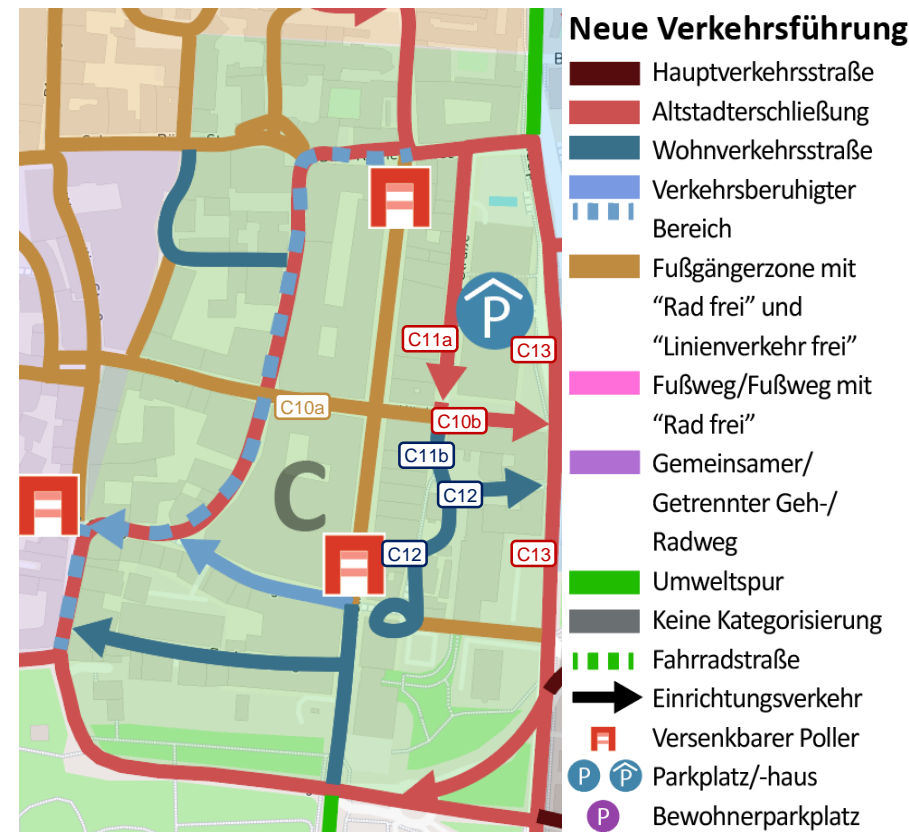 Neue Verkehrsführung
Hauptverkehrsstraße
Altstadterschließung
Wohnverkehrsstraße
Verkehrsberuhigter
Bereich
Fußgängerzone mit
“Rad frei” und
“Linienverkehr frei”
Fußweg/Fußweg mit
“Rad frei”
Gemeinsamer/
Getrennter Geh-/
Radweg
Umweltspur
Keine Kategorisierung
Fahrradstraße
Einrichtungsverkehr
Versenkbarer Poller
P P Parkplatz/-haus
P Bewohnerparkplatz
P
C11a
C13
C10a
C10b
C11b
C
C12
C12
C13